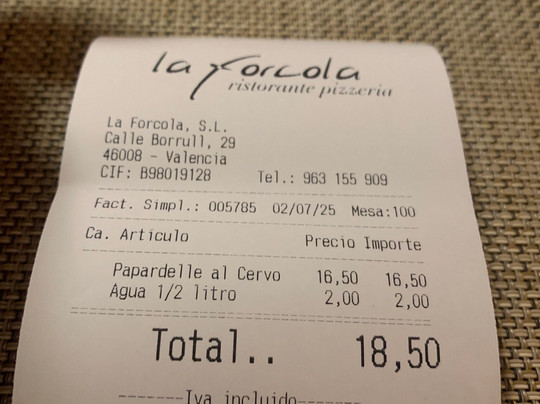 la Forcola
ristorante pizzeria
La Forcola, S.L.
Calle Borrull, 29
46008 - Valencia
CIF: B98019128 Tel.: 963 155 909
Fact. Simpl.: 005785 02/07/25 Mesa:100
Ca. Articulo Precio Importe
Papardelle al Cervo 16,50 16,50
Agua 1/2 litro 2,00 2,00
Total.. 18,50
-------Iva incluido-------